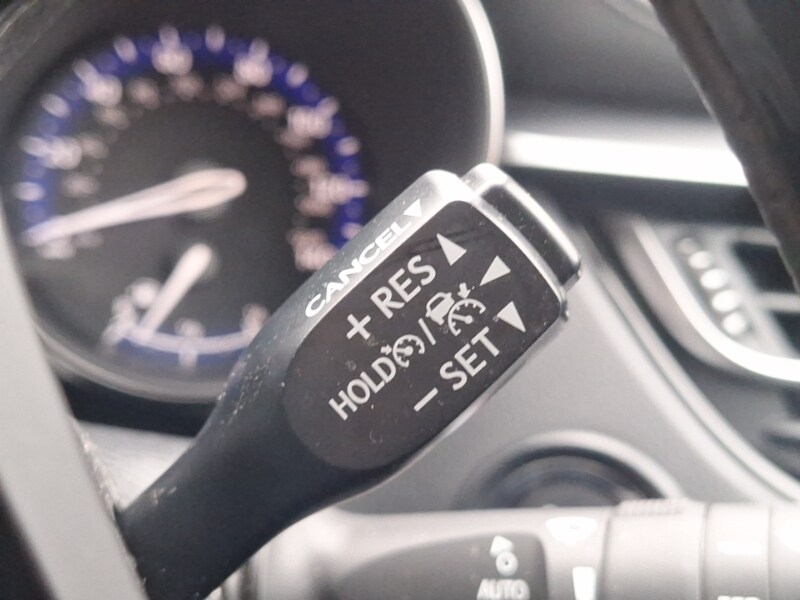 CANCEL
+ RES
HOLD /
- SET
AUTO